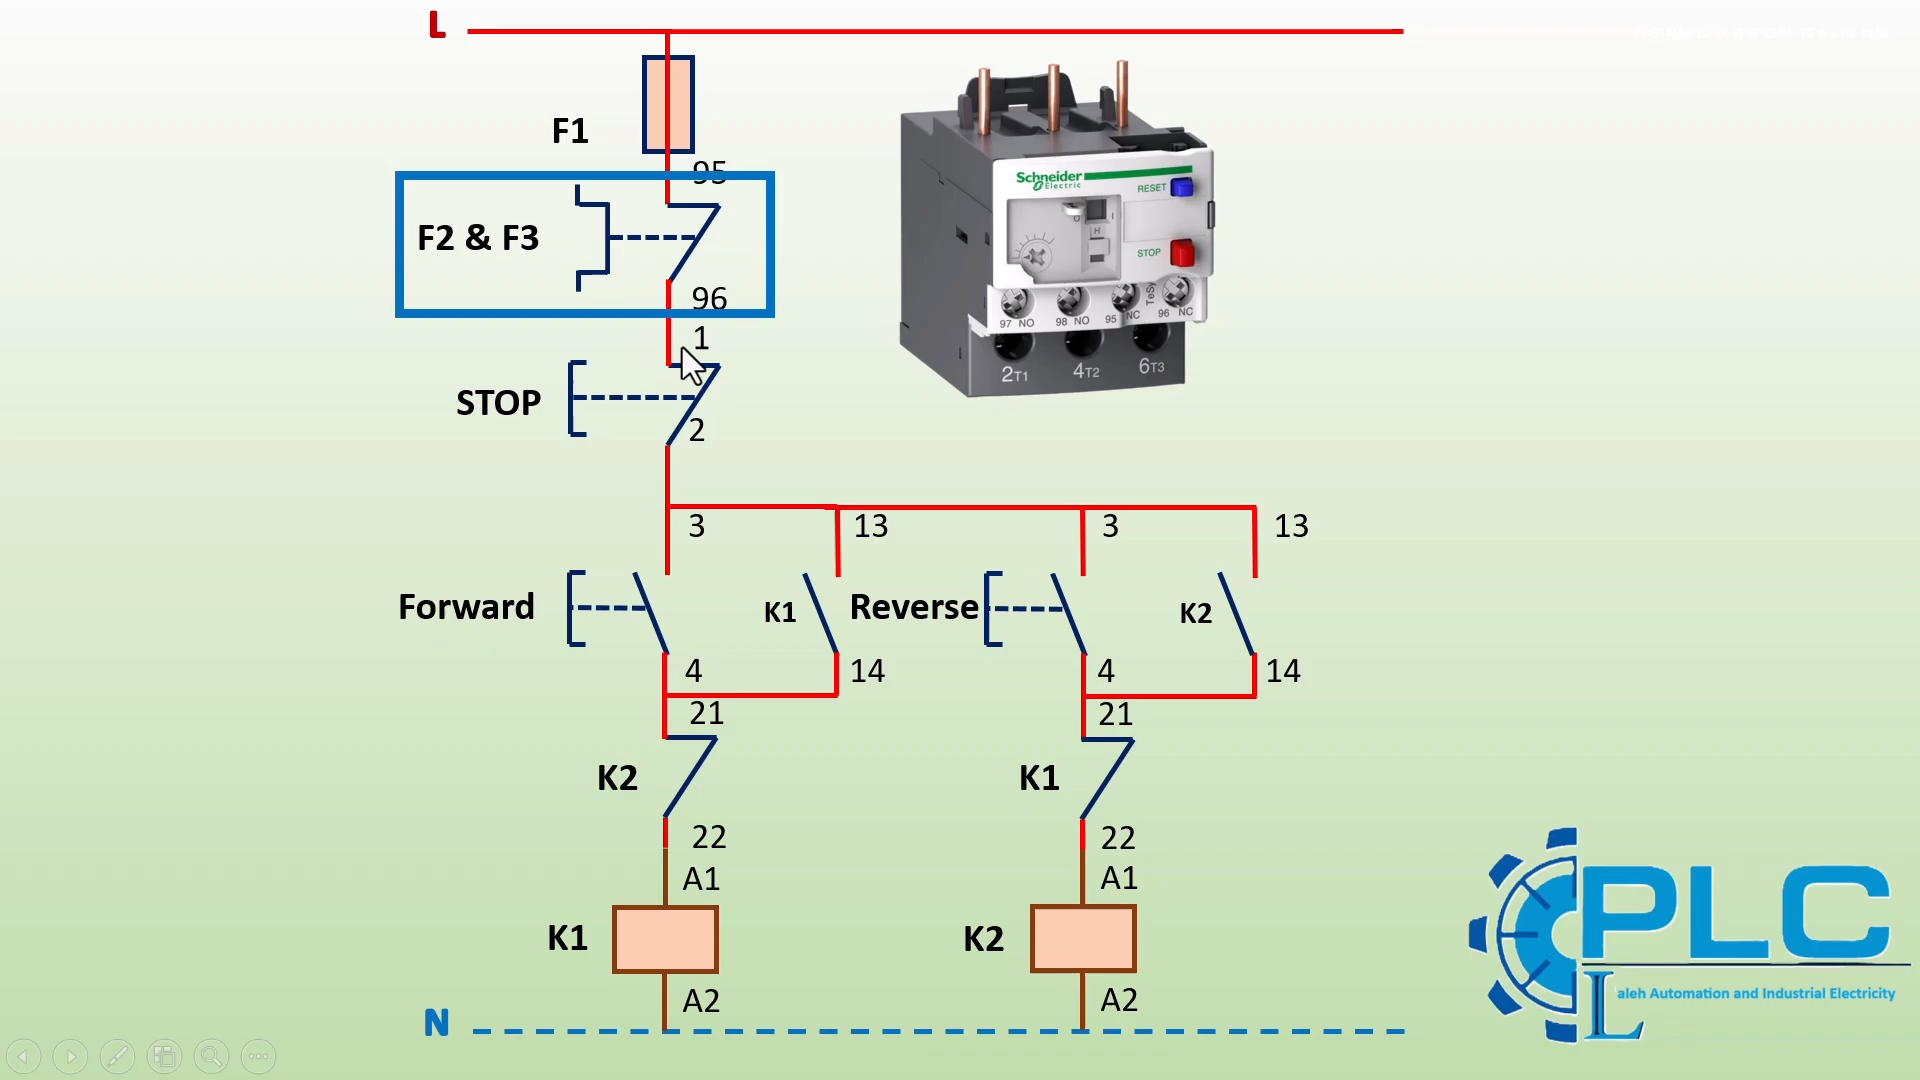 L
F1
95
F2 & F3
96
1
STOP
2
3
13
3
13
Forward
K1
Reverse
K2
4
14
4
14
21
21
K2
K1
22
22
A1
A1
K1
K2
A2
A2
N
Schneider
Electric
RESET
STOP
H
TeSy
97 NO
98 NO
95 NC
96 NC
2T1
4T2
6T3
PLC
Laleh Automation and Industrial Electricity